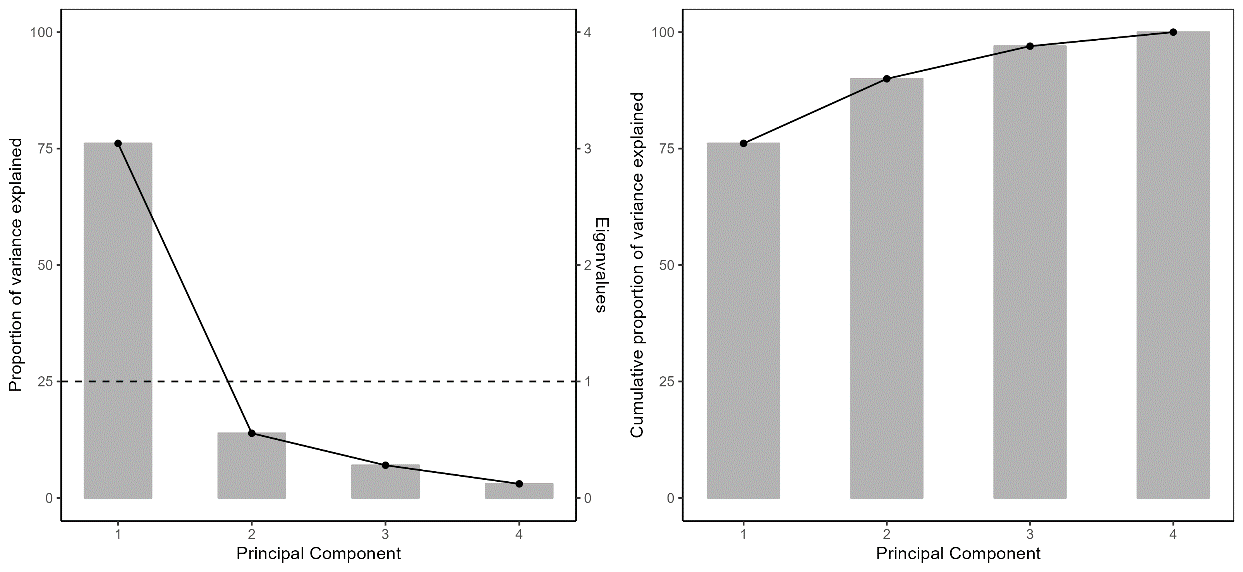 Proportion of variance explained
100
75
50
25
0
4
3
2
1
0
Eigenvalues
1 2 3 4
Principal Component
Cumulative proportion of variance explained
100
75
50
25
0
1 2 3 4
Principal Component